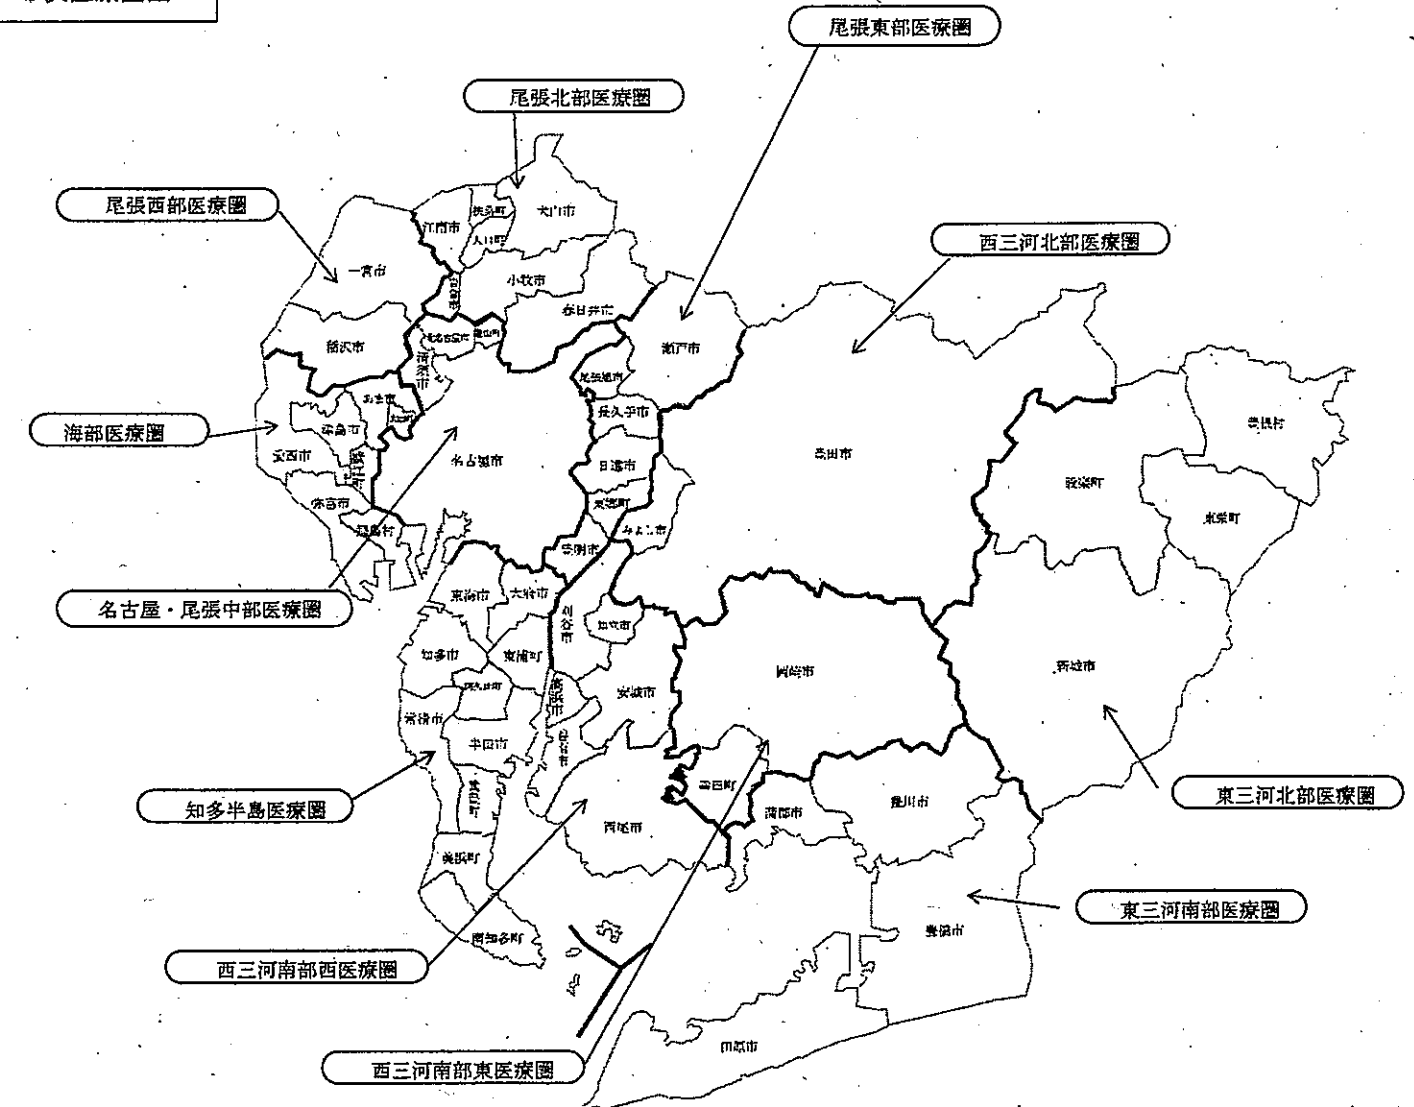 尾張東部医療圏
尾張北部医療圏
尾張西部医療圏
西三河北部医療圏
海部医療圏
名古屋・尾張中部医療圏
知多半島医療圏
東三河北部医療圏
東三河南部医療圏
西三河南部西医療圏
西三河南部東医療圏
江南市
犬山市
一宮市
小牧市
春日井市
稲沢市
瀬戸市
清須市
尾張旭市
あま市
長久手市
名古屋市
日進市
豊田市
豊根村
設楽町
東栄町
愛西市
弥富市
飛島村
東郷町
みよし市
豊明市
東海市
大府市
刈谷市
知立市
知多市
東浦町
岡崎市
新城市
安城市
高浜市
常滑市
半田市
幸田町
豊川市
蒲郡市
西尾市
美浜町
南知多町
豊橋市
田原市